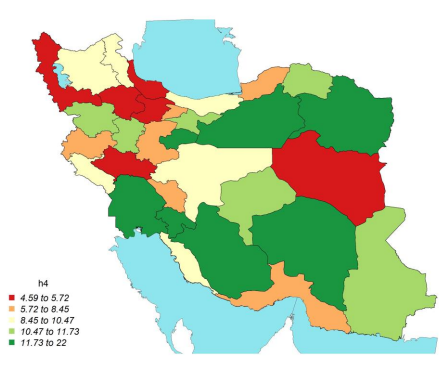 h4
4.59 to 5.72
5.72 to 8.45
8.45 to 10.47
10.47 to 11.73
11.73 to 22